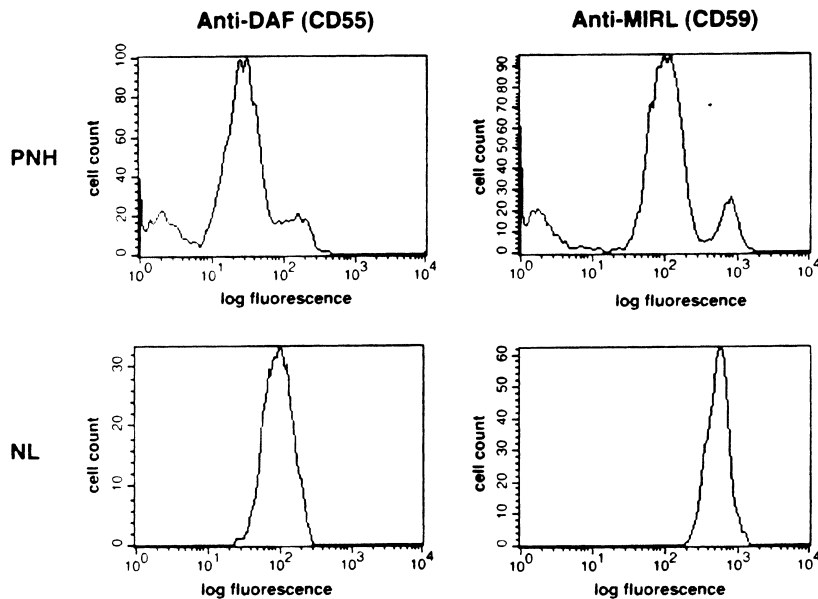 Anti-DAF (CD55)
Anti-MIRL (CD59)
PNH
cell count
0 20 40 60 80 100
10^0 10^1 10^2 10^3 10^4
log fluorescence
cell count
0 10 20 30 40 50 60 70 80 90
10^0 10^1 10^2 10^3 10^4
log fluorescence
NL
cell count
0 10 20 30
10^0 10^1 10^2 10^3 10^4
log fluorescence
cell count
0 10 20 30 40 50 60
10^0 10^1 10^2 10^3 10^4
log fluorescence